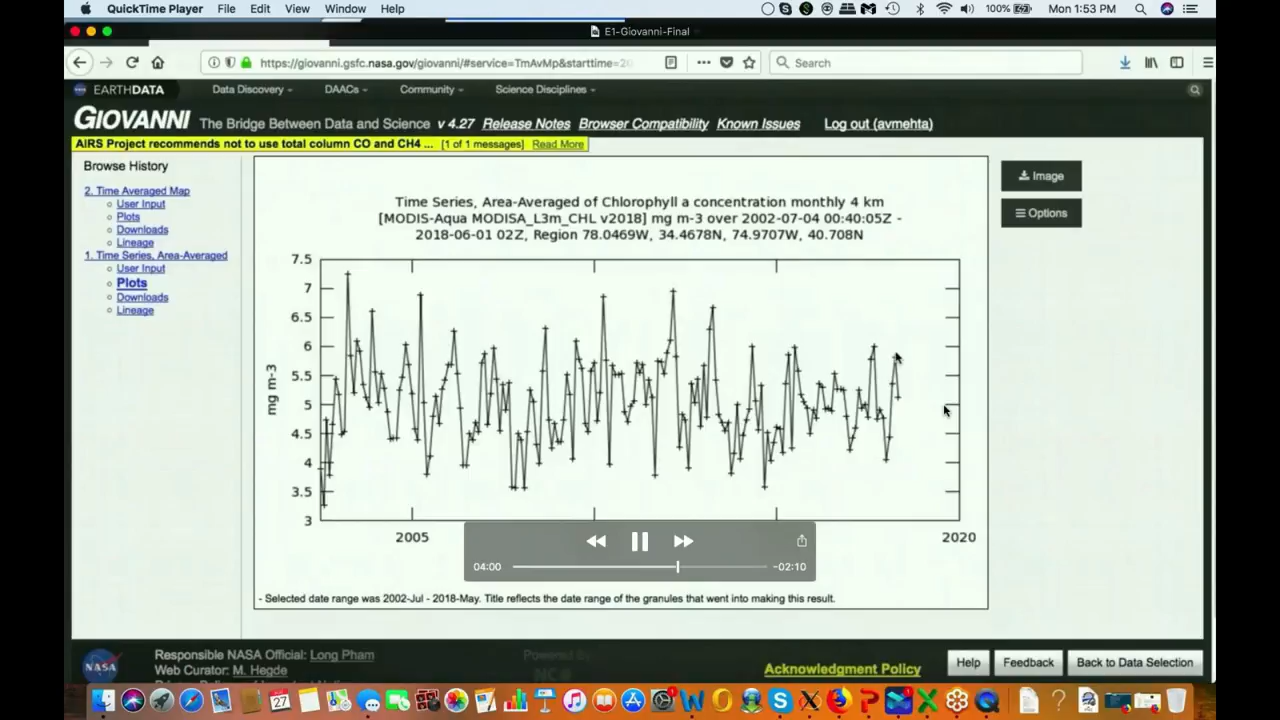 QuickTime Player File Edit View Window Help 100% Mon 1:53 PM
E1-Giovanni-Final
https://giovanni.gsfc.nasa.gov/giovanni/#service=TmAvMp&starttime=20 Search
EARTHDATA Data Discovery DAACs Community Science Disciplines
GIOVANNI The Bridge Between Data and Science v 4.27 Release Notes Browser Compatibility Known Issues Log out (avmehta)
AIRS Project recommends not to use total column CO and CH4 ... [1 of 1 messages] Read More
Browse History
2. Time Averaged Map
User Input
Plots
Downloads
Lineage
1. Time Series, Area-Averaged
User Input
Plots
Downloads
Lineage
Time Series, Area-Averaged of Chlorophyll a concentration monthly 4 km
[MODIS-Aqua MODISA_L3m_CHL v2018] mg m-3 over 2002-07-04 00:40:05Z -
2018-06-01 02Z, Region 78.0469W, 34.4678N, 74.9707W, 40.708N
7.5
7
6.5
6
5.5
5
4.5
4
3.5
3
mg m-3
2005 2020
04:00 -02:10
- Selected date range was 2002-Jul - 2018-May. Title reflects the date range of the granules that went into making this result.
Image
Options
NASA
Responsible NASA Official: Long Pham
Web Curator: M. Hegde
Powered By
Acknowledgment Policy
Help Feedback Back to Data Selection
27